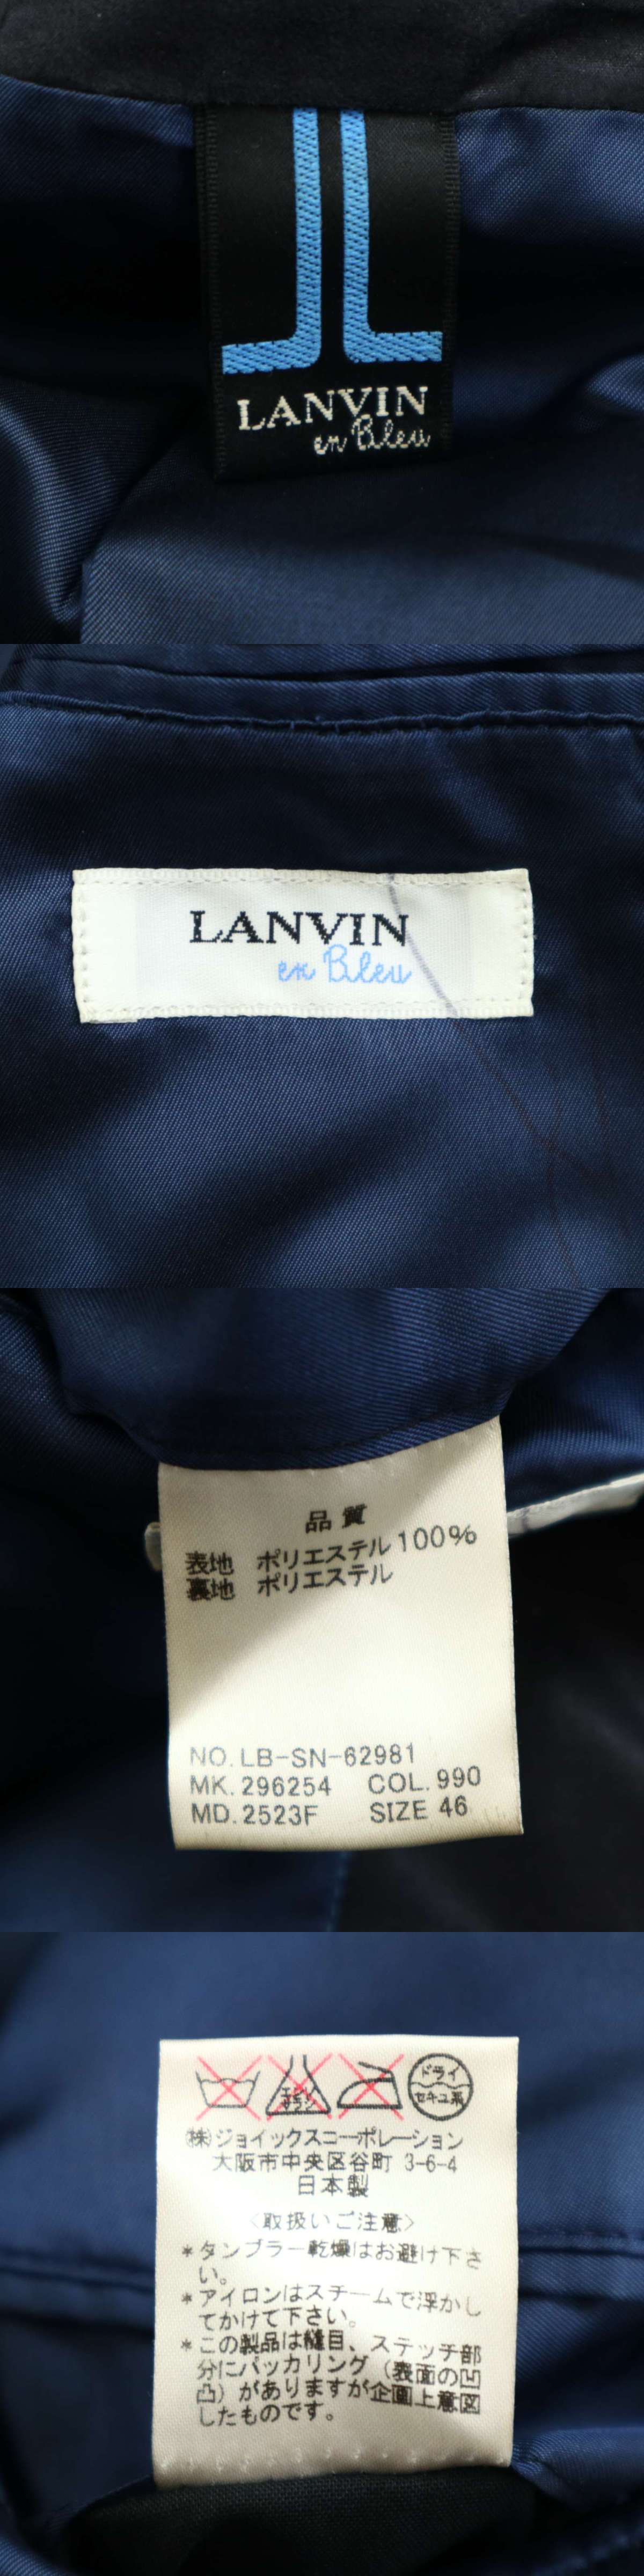 LANVIN
en Bleu
LANVIN
en Bleu
品質
表地 ポリエステル 100%
裏地 ポリエステル
NO. LB-SN-62981
MK. 296254 COL. 990
MD. 2523F SIZE 46
ドライ
エンソ
サラシ
セキユ系
㈱ジョイックスコーポレーション
大阪市中央区谷町 3-6-4
日本製
〈取扱いご注意〉
*タンブラー乾燥はお避け下さ
い。
*アイロンはスチームで浮かし
てかけて下さい。
*この製品は縫目、ステッチ部
分にパッカリング(表面の凹
凸)がありますが企画上意図
したものです。